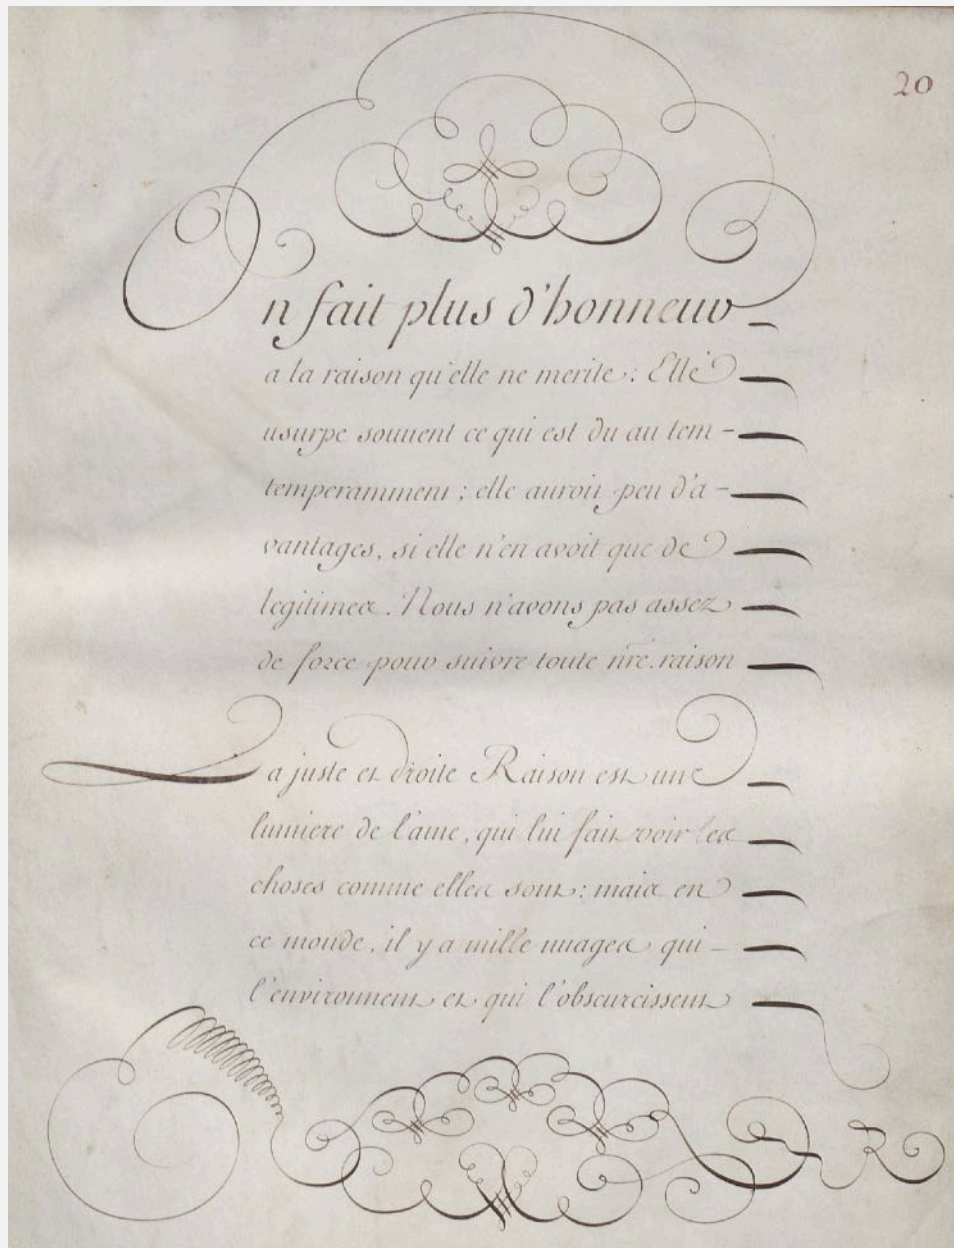 20
On fait plus d'honneur
a la raison qu'elle ne merite : Elle
usurpe souuent ce qui est du au tem-
temperamment ; elle auroit peu d'a-
vantages, si elle n'en avoit que de
legitimes. Nous n'avons pas assez
de force pour suivre toute nre. raison
La juste et droite Raison est une
lumiere de l'ame, qui lui fait voir les
choses comme elles sont : mais en
ce monde, il y a mille nuages qui
l'environnent et qui l'obscurcissent